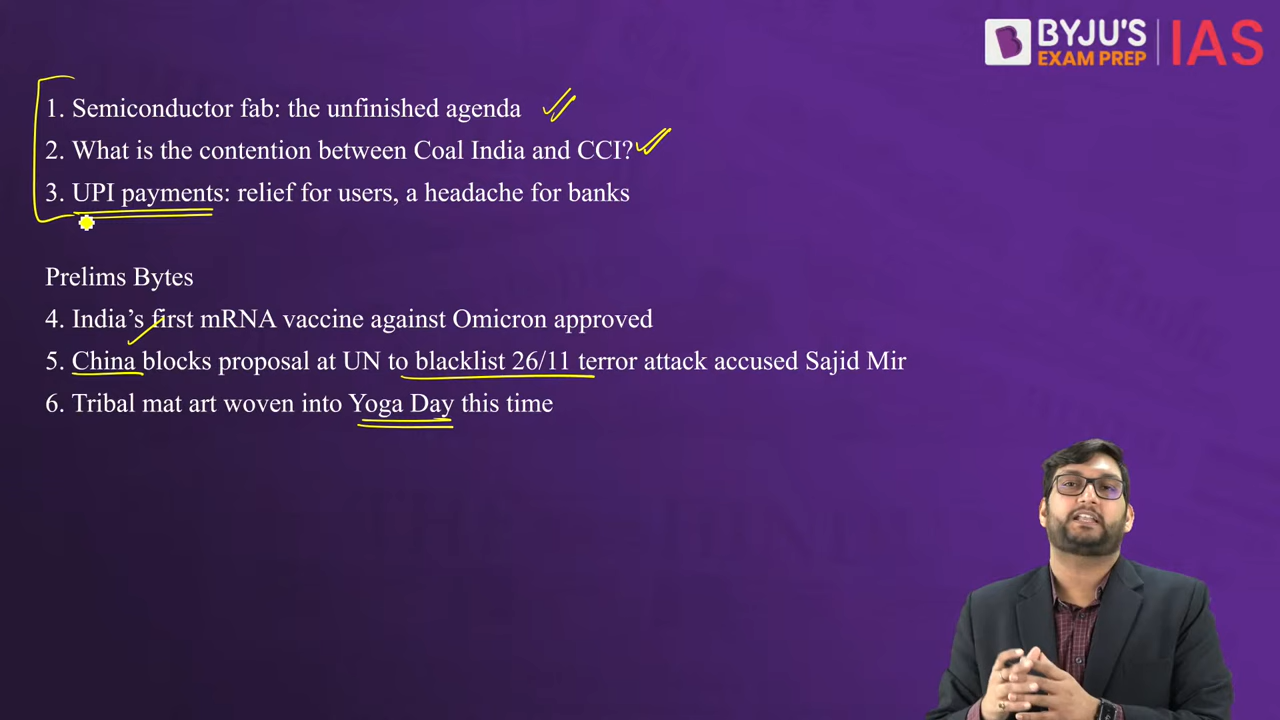 BYJU'S IAS
EXAM PREP
1. Semiconductor fab: the unfinished agenda
2. What is the contention between Coal India and CCI?
3. UPI payments: relief for users, a headache for banks
Prelims Bytes
4. India’s first mRNA vaccine against Omicron approved
5. China blocks proposal at UN to blacklist 26/11 terror attack accused Sajid Mir
6. Tribal mat art woven into Yoga Day this time